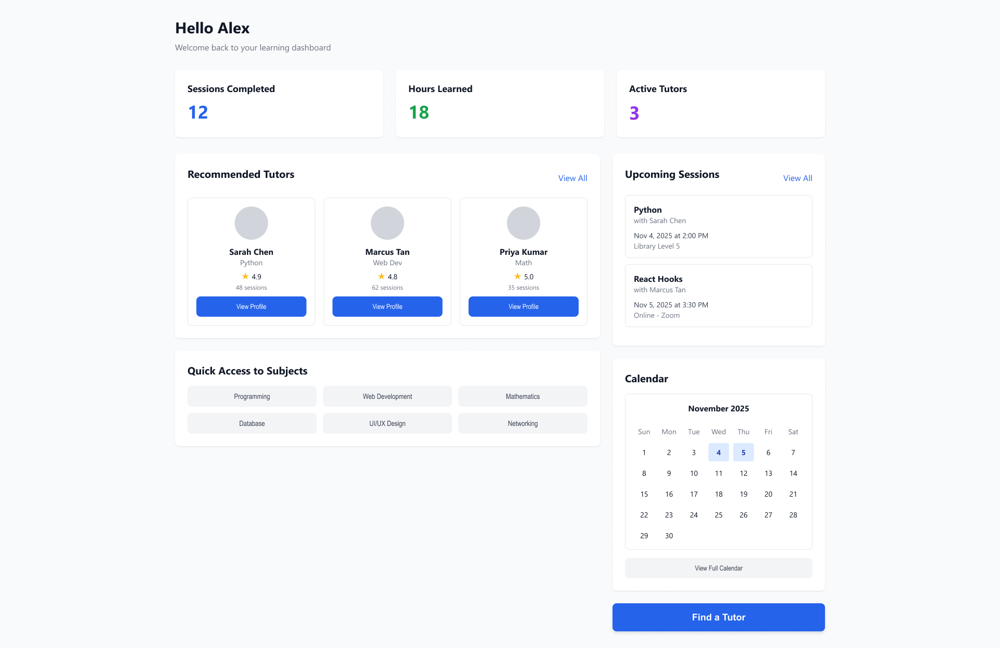 Hello Alex
Welcome back to your learning dashboard
Sessions Completed
12
Hours Learned
18
Active Tutors
3
Recommended Tutors
View All
Sarah Chen
Python
★ 4.9
48 sessions
View Profile
Marcus Tan
Web Dev
★ 4.8
62 sessions
View Profile
Priya Kumar
Math
★ 5.0
35 sessions
View Profile
Quick Access to Subjects
Programming
Web Development
Mathematics
Database
UI/UX Design
Networking
Upcoming Sessions
View All
Python
with Sarah Chen
Nov 4, 2025 at 2:00 PM
Library Level 5
React Hooks
with Marcus Tan
Nov 5, 2025 at 3:30 PM
Online - Zoom
Calendar
November 2025
Sun Mon Tue Wed Thu Fri Sat
1 2 3 4 5 6 7
8 9 10 11 12 13 14
15 16 17 18 19 20 21
22 23 24 25 26 27 28
29 30
View Full Calendar
Find a Tutor